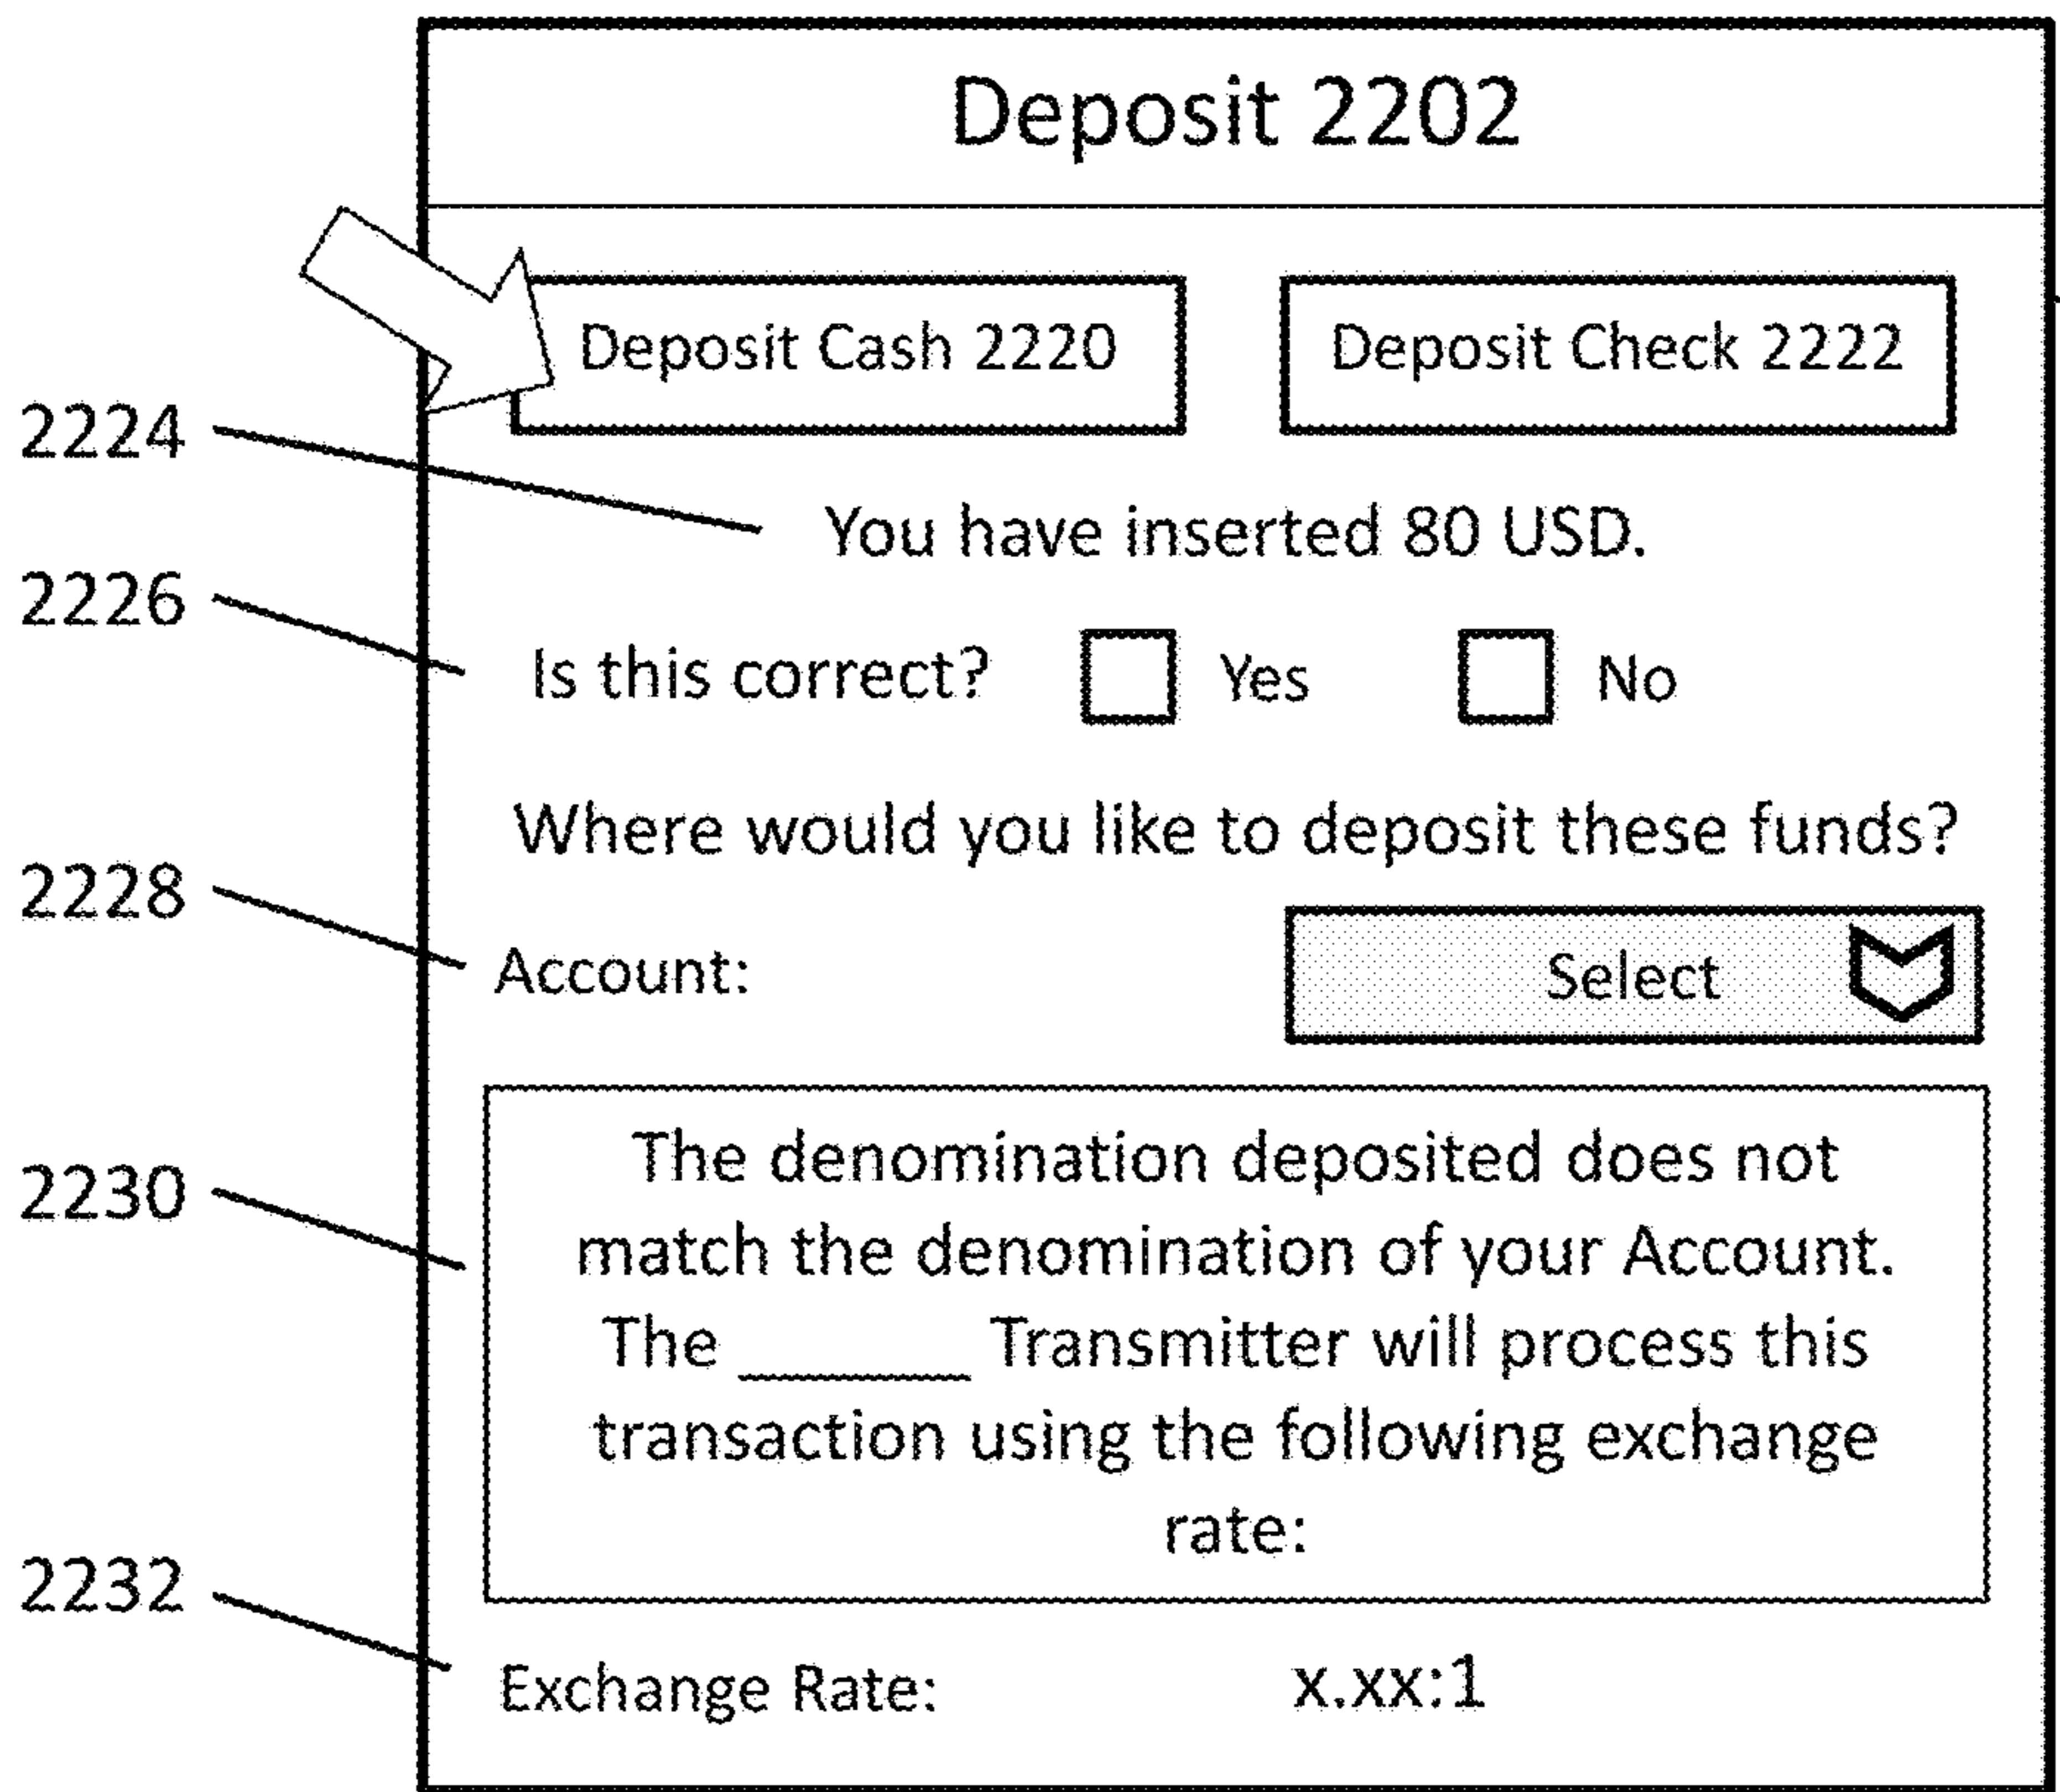 Deposit 2202
Deposit Cash 2220
Deposit Check 2222
2224
You have inserted 80 USD.
2226
Is this correct? Yes No
Where would you like to deposit these funds?
2228
Account: Select
2230
The denomination deposited does not
match the denomination of your Account.
The _______ Transmitter will process this
transaction using the following exchange
rate:
2232
Exchange Rate: x.xx:1